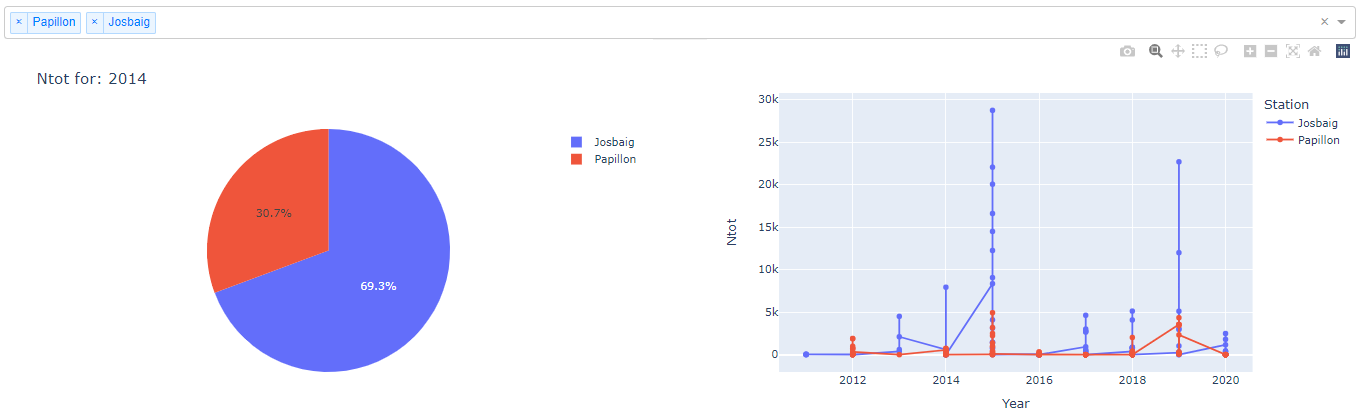 × Papillon × Josbaig ×
Ntot for: 2014
Josbaig
Papillon
30.7%
69.3%
Station
Josbaig
Papillon
30k
25k
20k
15k
10k
5k
0
Ntot
2012 2014 2016 2018 2020
Year